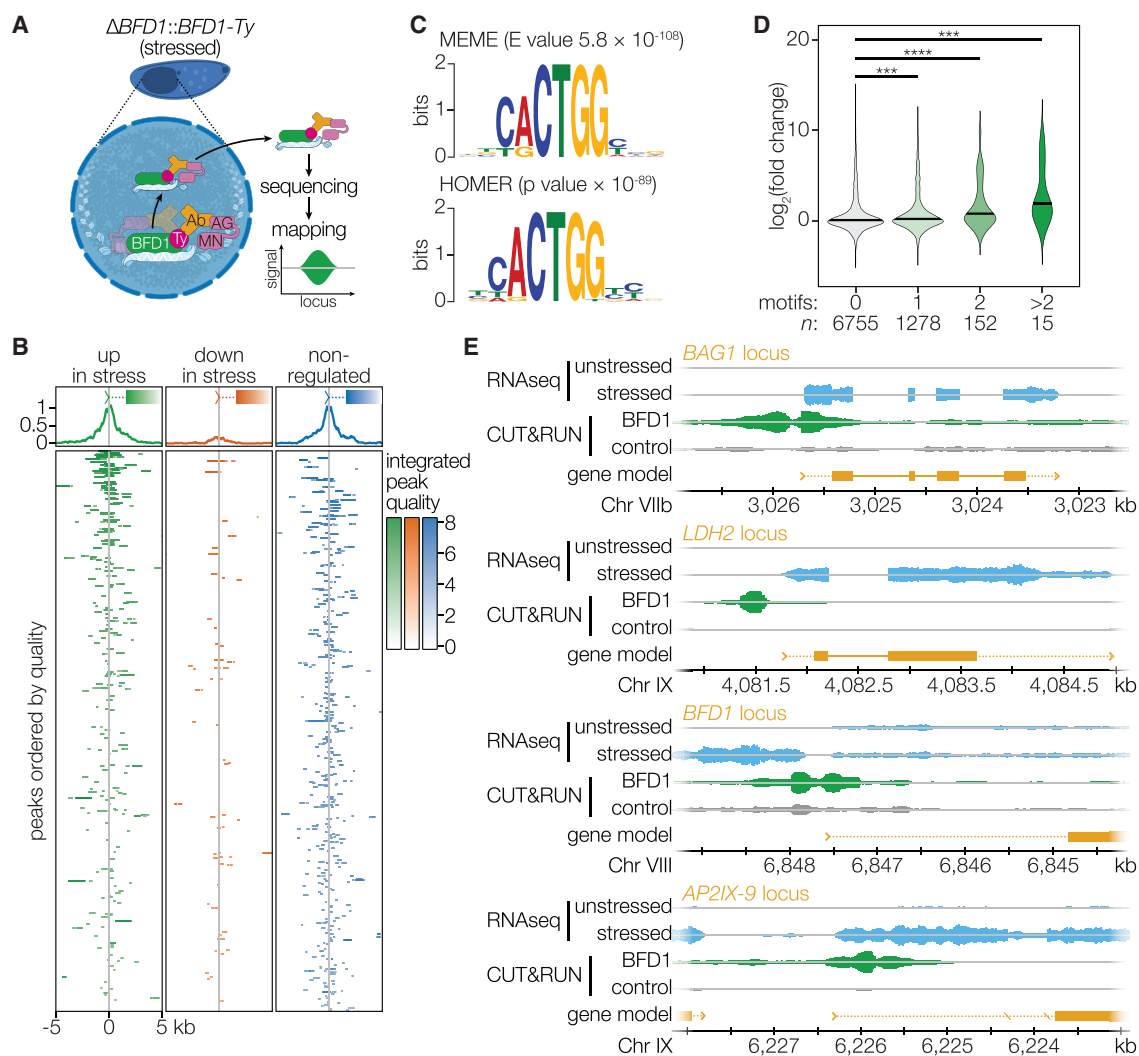 A
ΔBFD1::BFD1-Ty
(stressed)
Ab
AG
BFD1
Ty
MN
sequencing
mapping
signal
locus
B
up
in stress
down
in stress
non-
regulated
1
0.5
0
peaks ordered by quality
-5 0 5 kb
integrated
peak
quality
8
6
4
2
0
C
MEME (E value 5.8 × 10-108)
2
bits
0
CACTGG
HOMER (p value × 10-89)
2
bits
0
CACTGG
D
20
10
0
log2(fold change)
***
****
***
motifs: 0 1 2 >2
n: 6755 1278 152 15
E
BAG1 locus
RNAseq
unstressed
stressed
CUT&RUN
BFD1
control
gene model
Chr VIIb 3,026 3,025 3,024 3,023 kb
LDH2 locus
RNAseq
unstressed
stressed
CUT&RUN
BFD1
control
gene model
Chr IX 4,081.5 4,082.5 4,083.5 4,084.5 kb
BFD1 locus
RNAseq
unstressed
stressed
CUT&RUN
BFD1
control
gene model
Chr VIII 6,848 6,847 6,846 6,845 kb
AP2IX-9 locus
RNAseq
unstressed
stressed
CUT&RUN
BFD1
control
gene model
Chr IX 6,227 6,226 6,225 6,224 kb